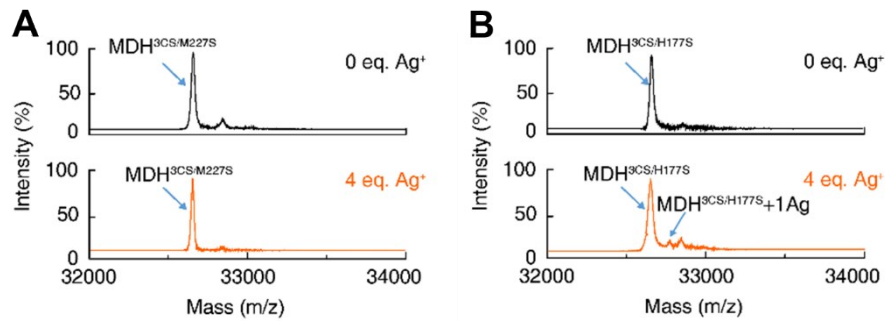 A
MDH³ᶜˢ/ᴹ²²⁷ˢ
0 eq. Ag⁺
100
50
0
Intensity (%)
MDH³ᶜˢ/ᴹ²²⁷ˢ
4 eq. Ag⁺
100
50
0
32000
33000
34000
Mass (m/z)
B
MDH³ᶜˢ/ᴴ¹⁷⁷ˢ
0 eq. Ag⁺
100
50
0
Intensity (%)
MDH³ᶜˢ/ᴴ¹⁷⁷ˢ
4 eq. Ag⁺
MDH³ᶜˢ/ᴴ¹⁷⁷ˢ+1Ag
100
50
0
32000
33000
34000
Mass (m/z)